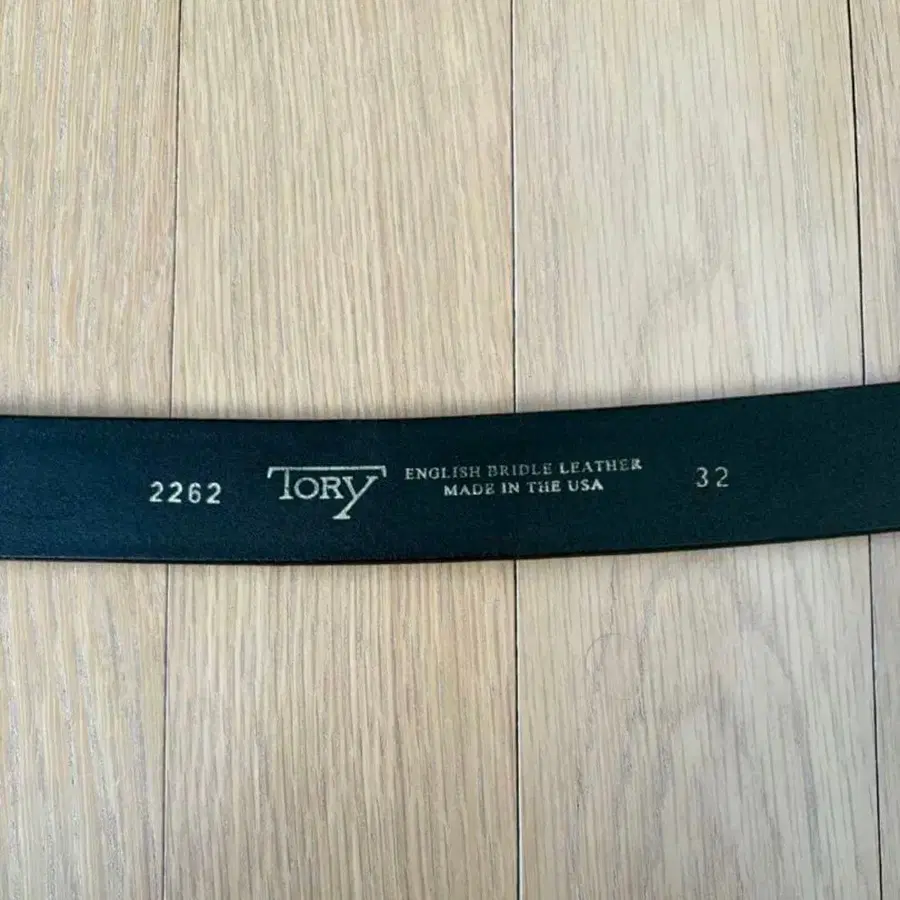 2262 TORY ENGLISH BRIDLE LEATHER 32
MADE IN THE USA